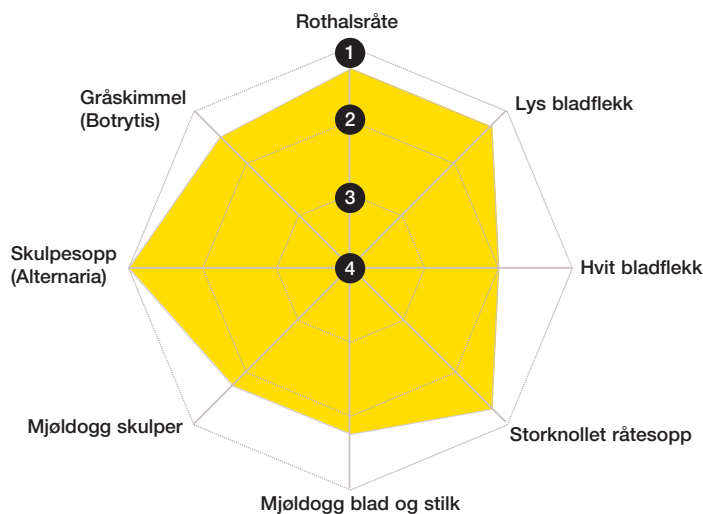 Rothalsråte
1
Gråskimmel
(Botrytis)
Lys bladflekk
2
3
Skulpesopp
(Alternaria)
4
Hvit bladflekk
Mjøldogg skulper
Storknollet råtesopp
Mjøldogg blad og stilk